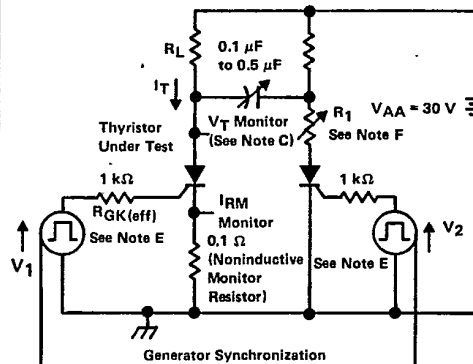 R_L
0.1 μF
to 0.5 μF
I_T
V_T Monitor
(See Note C)
R_1
See Note F
V_AA = 30 V
Thyristor
Under Test
1 kΩ
R_GK(eff)
See Note E
V_1
I_RM
Monitor
0.1 Ω
(Noninductive
Monitor
Resistor)
1 kΩ
See Note E
V_2
Generator Synchronization